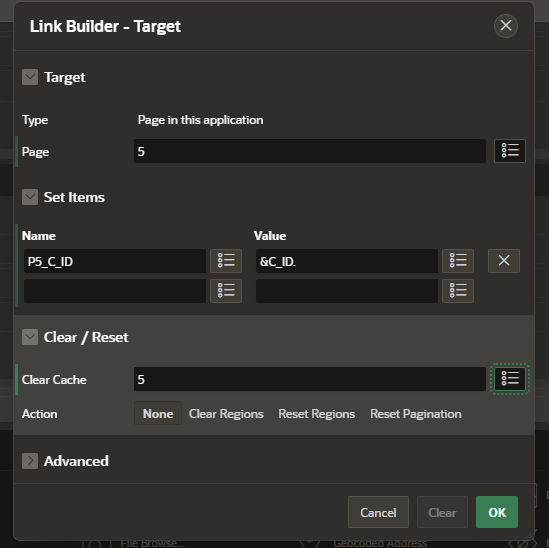 Link Builder - Target
Target
Type Page in this application
Page 5
Set Items
Name Value
P5_C_ID &C_ID.
Clear / Reset
Clear Cache 5
Action None Clear Regions Reset Regions Reset Pagination
Advanced
Cancel Clear OK
File Browse... Geocoded Address